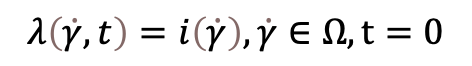 λ(γ̇, t) = i(γ̇), γ̇ ∈ Ω, t = 0